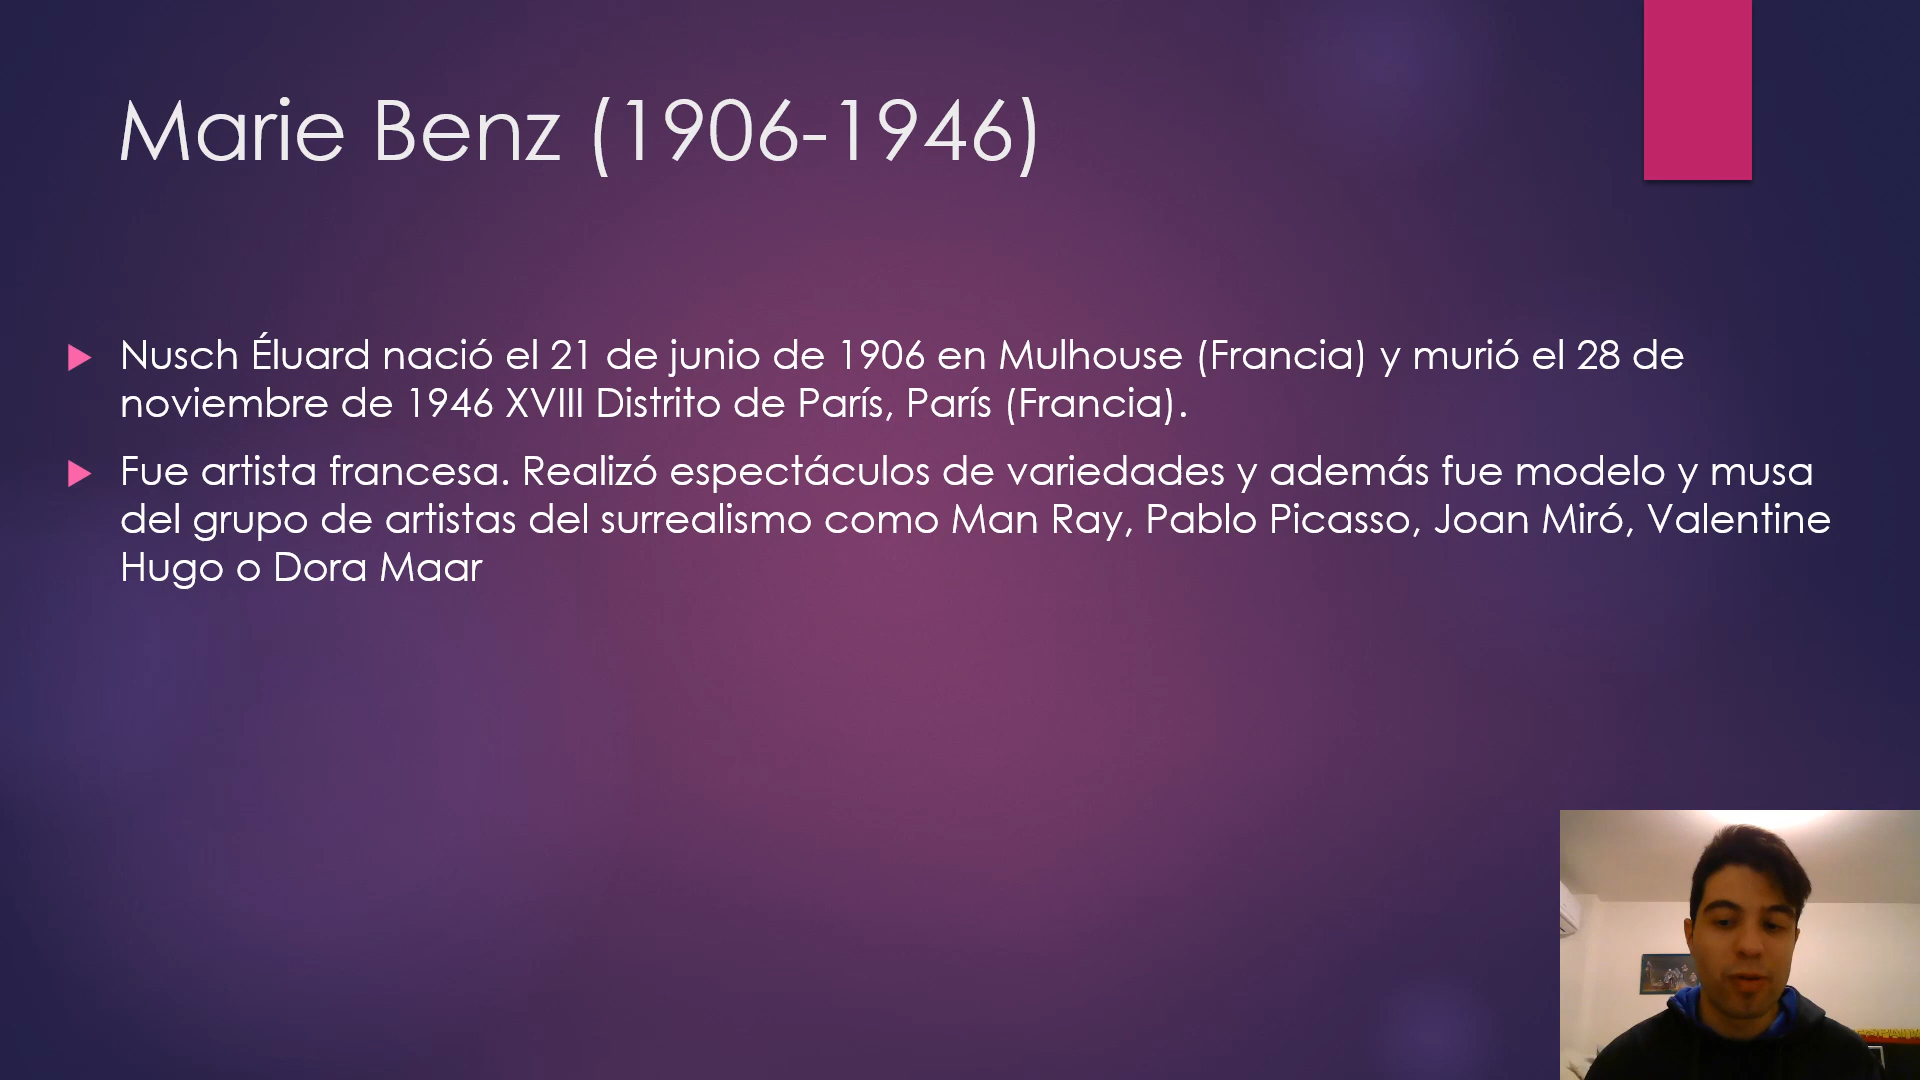 Marie Benz (1906-1946)
Nusch Éluard nació el 21 de junio de 1906 en Mulhouse (Francia) y murió el 28 de
noviembre de 1946 XVIII Distrito de París, París (Francia).
Fue artista francesa. Realizó espectáculos de variedades y además fue modelo y musa
del grupo de artistas del surrealismo como Man Ray, Pablo Picasso, Joan Miró, Valentine
Hugo o Dora Maar